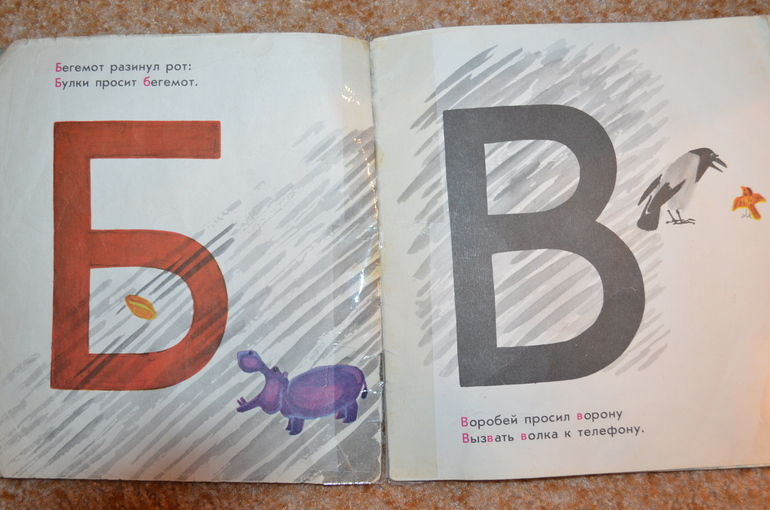 Бегемот разинул рот:
Булки просит бегемот.
Б
В
Воробей просил ворону
Вызвать волка к телефону.